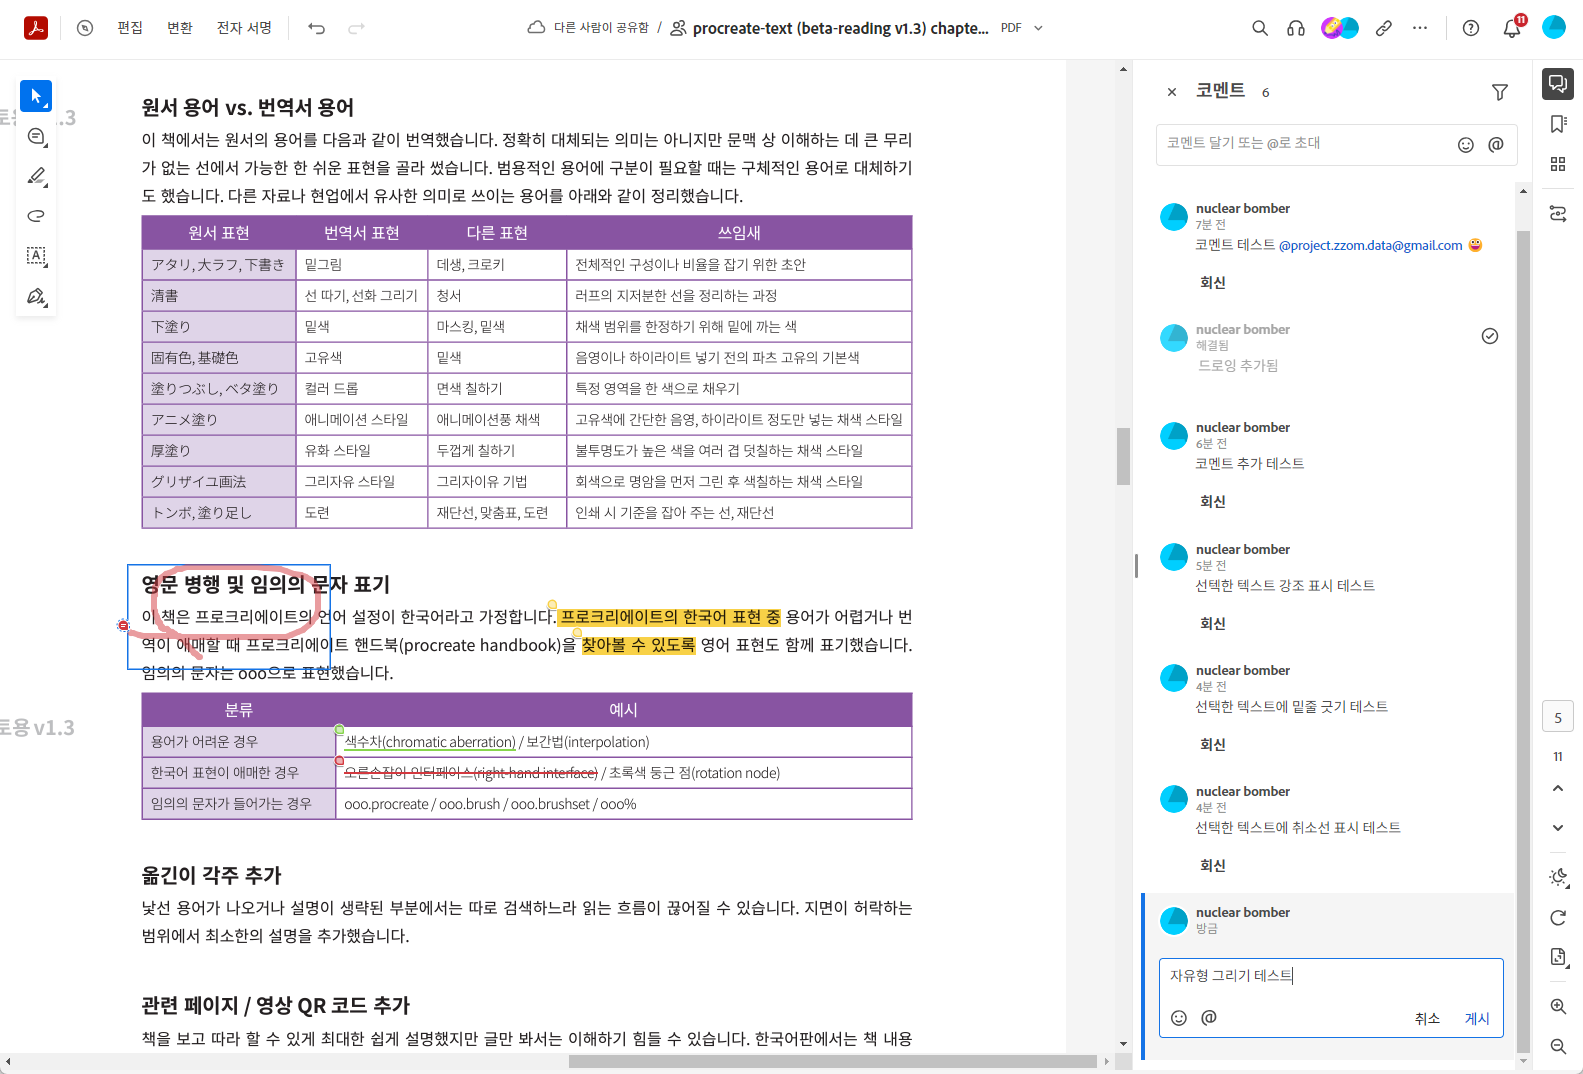 편집 변환 전자 서명 다른 사람이 공유함 / procreate-text (beta-reading v1.3) chapte... PDF 11
토용 v1.3
원서 용어 vs. 번역서 용어
이 책에서는 원서의 용어를 다음과 같이 번역했습니다. 정확히 대체되는 의미는 아니지만 문맥 상 이해하는 데 큰 무리
가 없는 선에서 가능한 한 쉬운 표현을 골라 썼습니다. 범용적인 용어에 구분이 필요할 때는 구체적인 용어로 대체하기
도 했습니다. 다른 자료나 현업에서 유사한 의미로 쓰이는 용어를 아래와 같이 정리했습니다.
원서 표현 번역서 표현 다른 표현 쓰임새
アタリ, 大ラフ, 下書き 밑그림 데생, 크로키 전체적인 구성이나 비율을 잡기 위한 초안
清書 선 따기, 선화 그리기 청서 러프의 지저분한 선을 정리하는 과정
下塗り 밑색 마스킹, 밑색 채색 범위를 한정하기 위해 밑에 까는 색
固有色, 基礎色 고유색 밑색 음영이나 하이라이트 넣기 전의 파츠 고유의 기본색
塗りつぶし, ベタ塗り 컬러 드롭 면색 칠하기 특정 영역을 한 색으로 채우기
アニメ塗り 애니메이션 스타일 애니메이션풍 채색 고유색에 간단한 음영, 하이라이트 정도만 넣는 채색 스타일
厚塗り 유화 스타일 두껍게 칠하기 불투명도가 높은 색을 여러 겹 덧칠하는 채색 스타일
グリザイユ画法 그리자유 스타일 그리자이유 기법 회색으로 명암을 먼저 그린 후 색칠하는 채색 스타일
トンボ, 塗り足し 도련 재단선, 맞춤표, 도련 인쇄 시 기준을 잡아 주는 선, 재단선
영문 병행 및 임의의 문자 표기
이 책은 프로크리에이트의 언어 설정이 한국어라고 가정합니다. 프로크리에이트의 한국어 표현 중 용어가 어렵거나 번
역이 애매할 때 프로크리에이트 핸드북(procreate handbook)을 찾아볼 수 있도록 영어 표현도 함께 표기했습니다.
임의의 문자는 ooo으로 표현했습니다.
토용 v1.3
분류 예시
용어가 어려운 경우 색수차(chromatic aberration) / 보간법(interpolation)
한국어 표현이 애매한 경우 오른손잡이 인터페이스(right-hand interface) / 초록색 둥근 점(rotation node)
임의의 문자가 들어가는 경우 ooo.procreate / ooo.brush / ooo.brushset / ooo%
옮긴이 각주 추가
낯선 용어가 나오거나 설명이 생략된 부분에서는 따로 검색하느라 읽는 흐름이 끊어질 수 있습니다. 지면이 허락하는
범위에서 최소한의 설명을 추가했습니다.
관련 페이지 / 영상 QR 코드 추가
책을 보고 따라 할 수 있게 최대한 쉽게 설명했지만 글만 봐서는 이해하기 힘들 수 있습니다. 한국어판에서는 책 내용
코멘트 6
코멘트 달기 또는 @로 초대
nuclear bomber
7분 전
코멘트 테스트 @project.zzom.data@gmail.com
회신
nuclear bomber
해결됨
드로잉 추가됨
nuclear bomber
6분 전
코멘트 추가 테스트
회신
nuclear bomber
5분 전
선텍한 텍스트 강조 표시 테스트
회신
nuclear bomber
4분 전
선택한 텍스트에 밑줄 긋기 테스트
회신
nuclear bomber
4분 전
선택한 텍스트에 취소선 표시 테스트
회신
nuclear bomber
방금
자유형 그리기 테스트
취소 게시
5
11